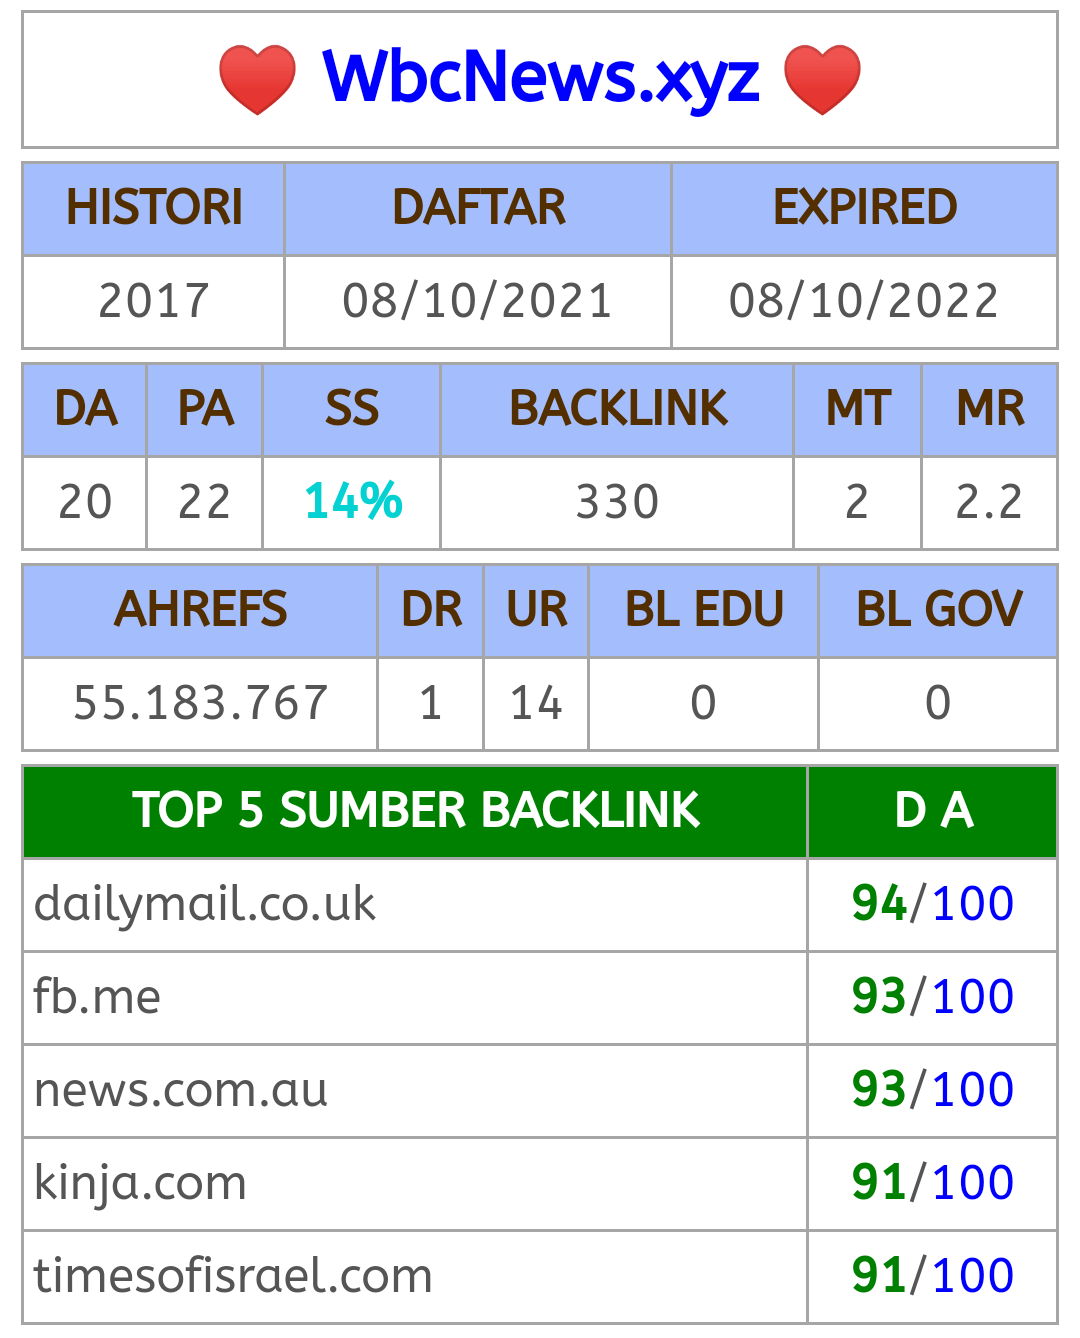 ❤️ WbcNews.xyz ❤️
HISTORI DAFTAR EXPIRED
2017 08/10/2021 08/10/2022
DA PA SS BACKLINK MT MR
20 22 14% 330 2 2.2
AHREFS DR UR BL EDU BL GOV
55.183.767 1 14 0 0
TOP 5 SUMBER BACKLINK D A
dailymail.co.uk 94/100
fb.me 93/100
news.com.au 93/100
kinja.com 91/100
timesofisrael.com 91/100